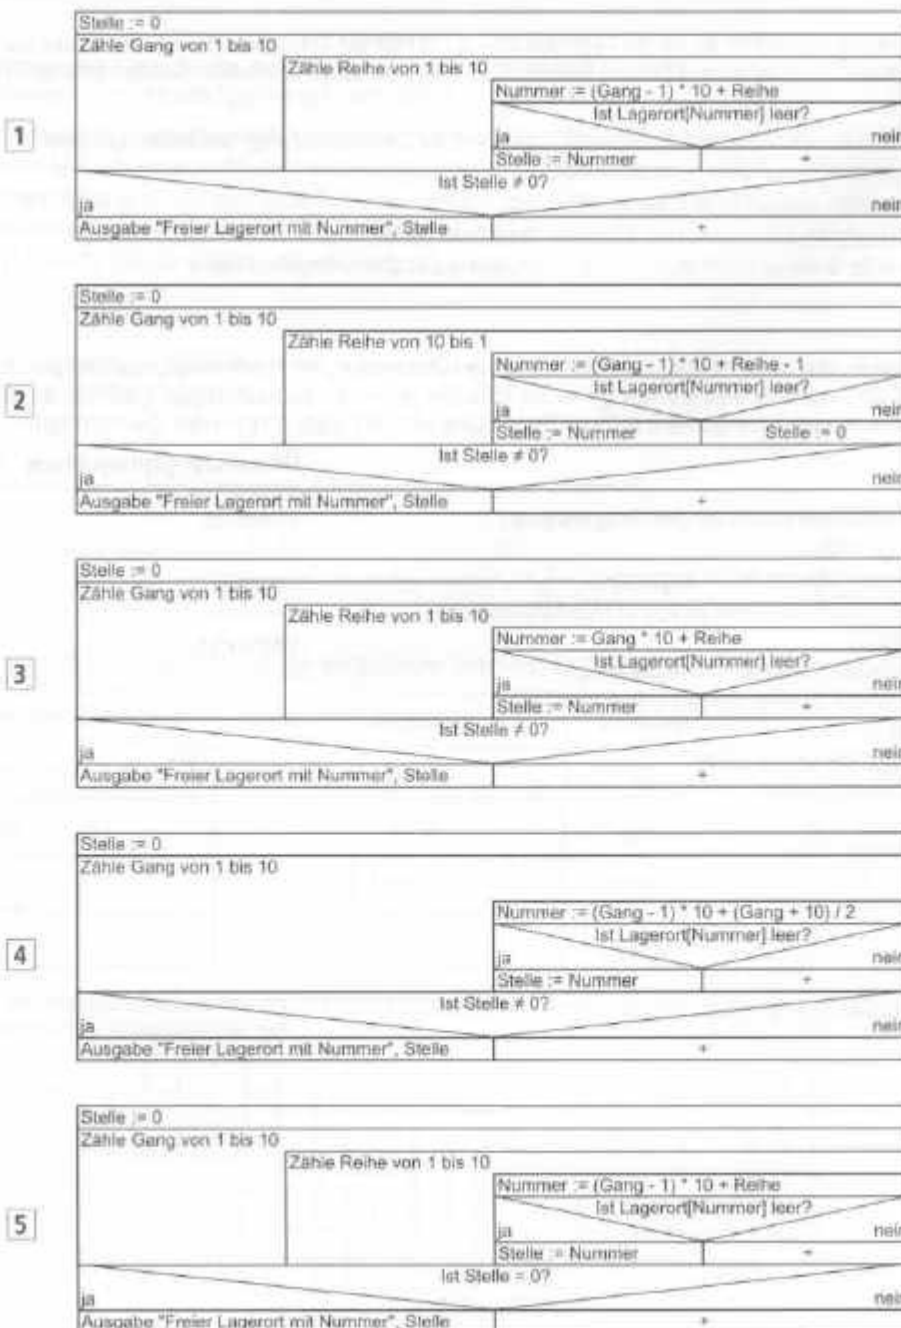 Stelle := 0
Zähle Gang von 1 bis 10
Zähle Reihe von 1 bis 10
Nummer := (Gang - 1) * 10 + Reihe
Ist Lagerort[Nummer] leer?
1
ja nein
Stelle := Nummer +
Ist Stelle ≠ 0?
ja nein
Ausgabe "Freier Lagerort mit Nummer", Stelle +
Stelle := 0
Zähle Gang von 1 bis 10
Zähle Reihe von 10 bis 1
Nummer := (Gang - 1) * 10 + Reihe - 1
Ist Lagerort[Nummer] leer?
2
ja nein
Stelle := Nummer Stelle := 0
Ist Stelle ≠ 0?
ja nein
Ausgabe "Freier Lagerort mit Nummer", Stelle +
Stelle := 0
Zähle Gang von 1 bis 10
Zähle Reihe von 1 bis 10
Nummer := Gang * 10 + Reihe
Ist Lagerort[Nummer] leer?
3
ja nein
Stelle := Nummer +
Ist Stelle ≠ 0?
ja nein
Ausgabe "Freier Lagerort mit Nummer", Stelle +
Stelle := 0
Zähle Gang von 1 bis 10
Nummer := (Gang - 1) * 10 + (Gang + 10) / 2
Ist Lagerort[Nummer] leer?
4
ja nein
Stelle := Nummer +
Ist Stelle ≠ 0?
ja nein
Ausgabe "Freier Lagerort mit Nummer", Stelle +
Stelle := 0
Zähle Gang von 1 bis 10
Zähle Reihe von 1 bis 10
Nummer := (Gang - 1) * 10 + Reihe
Ist Lagerort[Nummer] leer?
5
ja nein
Stelle := Nummer +
Ist Stelle = 0?
ja nein
Ausgabe "Freier Lagerort mit Nummer", Stelle +